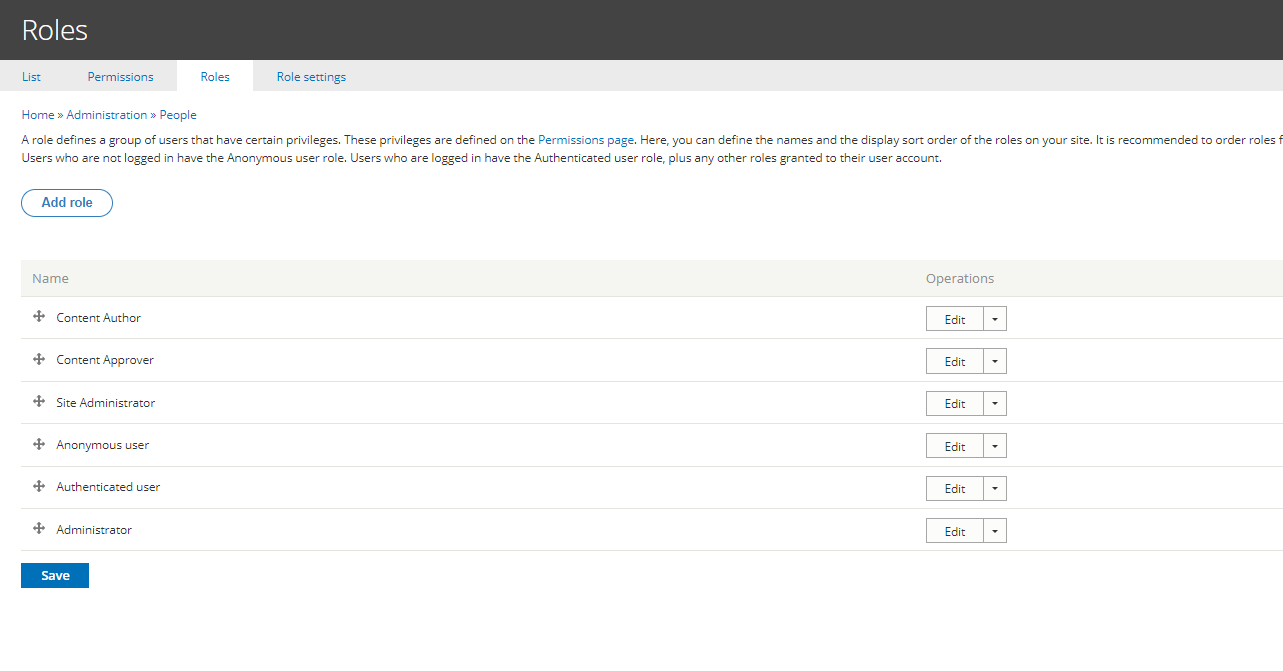 Roles
List Permissions Roles Role settings
Home » Administration » People
A role defines a group of users that have certain privileges. These privileges are defined on the Permissions page. Here, you can define the names and the display sort order of the roles on your site. It is recommended to order roles f
Users who are not logged in have the Anonymous user role. Users who are logged in have the Authenticated user role, plus any other roles granted to their user account.
Add role
Name Operations
Content Author Edit
Content Approver Edit
Site Administrator Edit
Anonymous user Edit
Authenticated user Edit
Administrator Edit
Save